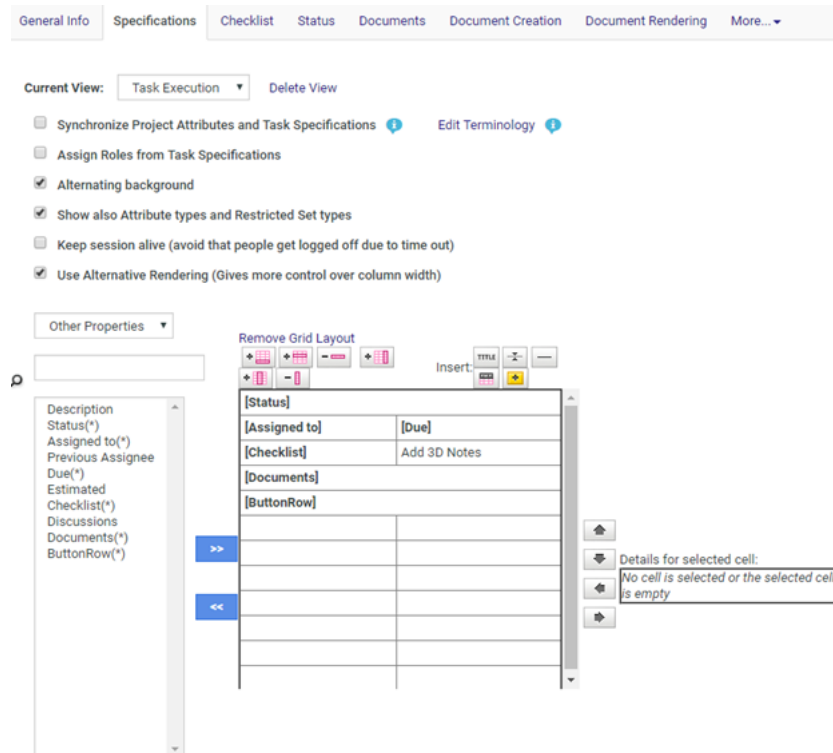 General Info Specifications Checklist Status Documents Document Creation Document Rendering More...
Current View: Task Execution Delete View
Synchronize Project Attributes and Task Specifications i Edit Terminology i
Assign Roles from Task Specifications
Alternating background
Show also Attribute types and Restricted Set types
Keep session alive (avoid that people get logged off due to time out)
Use Alternative Rendering (Gives more control over column width)
Other Properties
Remove Grid Layout
Insert: TITLE
[Status]
[Assigned to] [Due]
[Checklist] Add 3D Notes
[Documents]
[ButtonRow]
Description
Status(*)
Assigned to(*)
Previous Assignee
Due(*)
Estimated
Checklist(*)
Discussions
Documents(*)
ButtonRow(*)
>>
<<
Details for selected cell:
No cell is selected or the selected cell
is empty